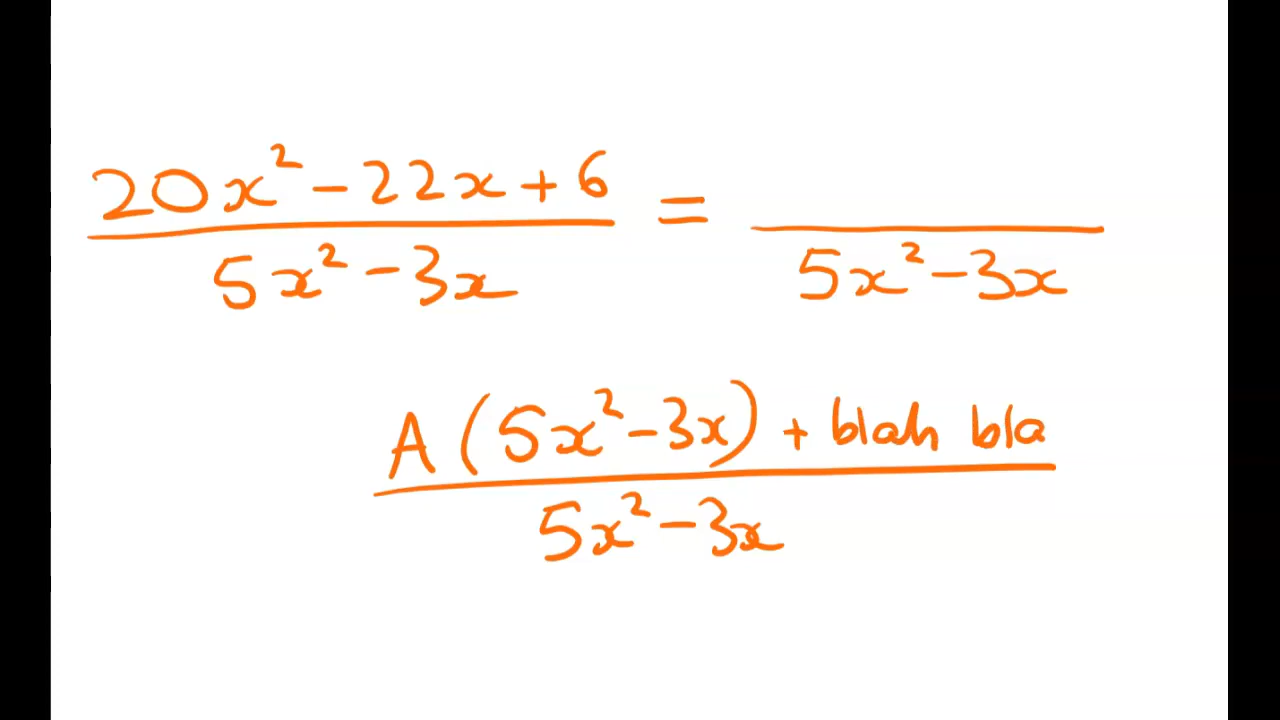 20x² - 22x + 6
=
5x² - 3x
5x² - 3x
A (5x² - 3x) + blah bla
5x² - 3x